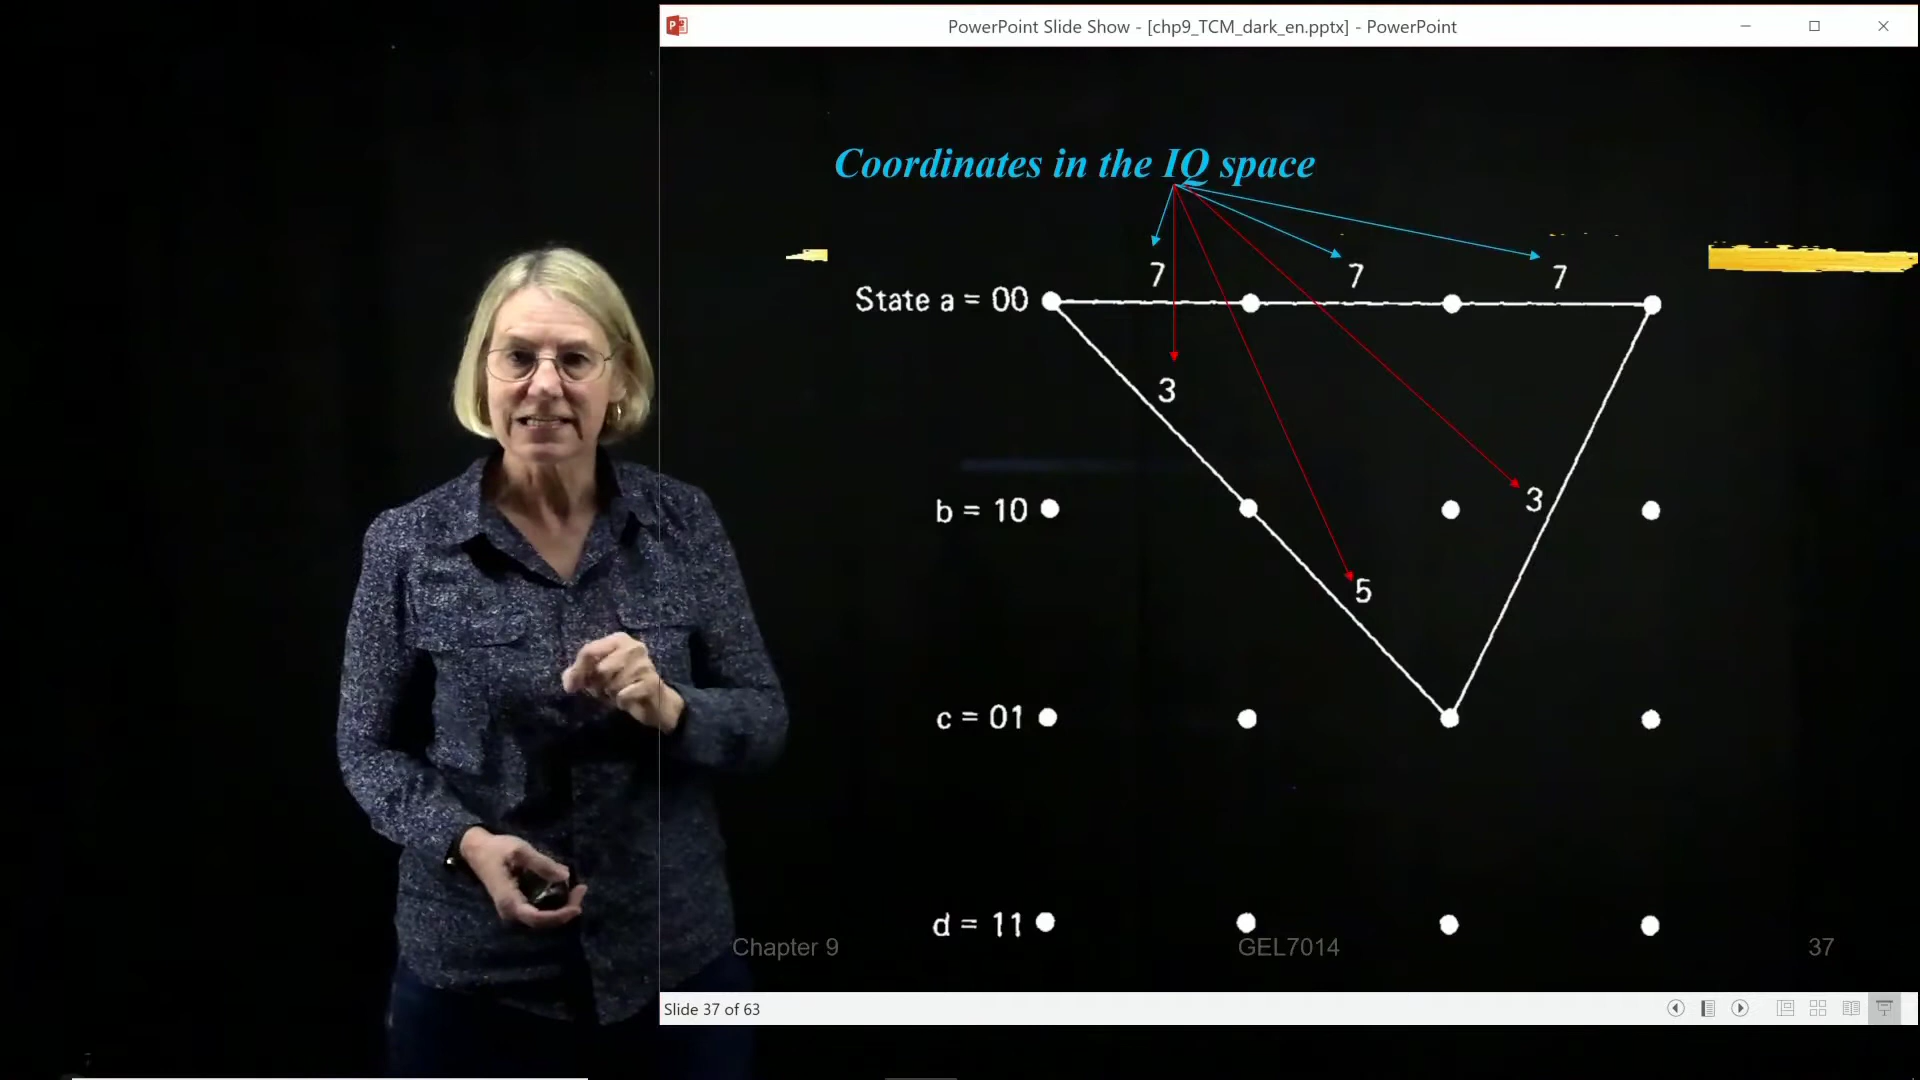 PowerPoint Slide Show - [chp9_TCM_dark_en.pptx] - PowerPoint
Coordinates in the IQ space
7 7 7
State a = 00
3
b = 10
3
5
c = 01
d = 11
Chapter 9 GEL7014 37
Slide 37 of 63